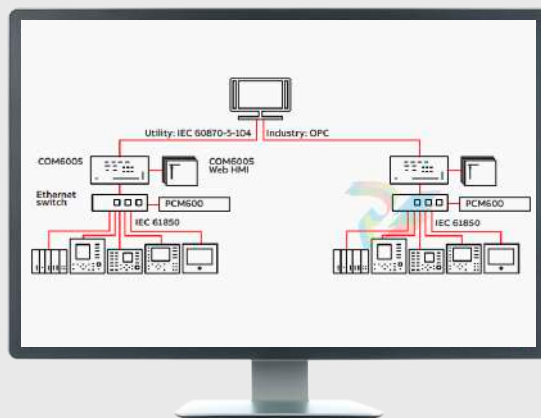 Utility: IEC 60870-5-104
Industry: OPC
COM600S
COM600S
Web HMI
Ethernet
switch
PCM600
IEC 61850
PCM600
IEC 61850